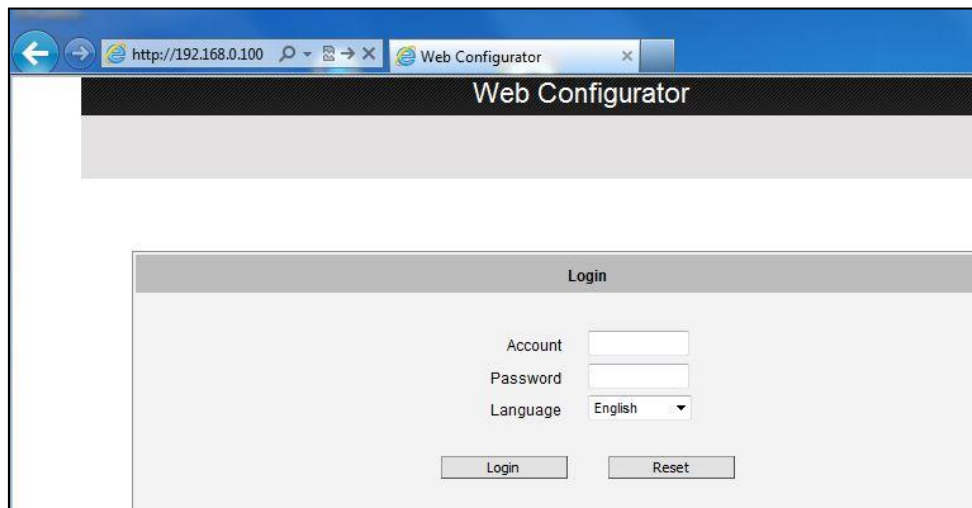 http://192.168.0.100 Web Configurator
Web Configurator
Login
Account
Password
Language English
Login Reset